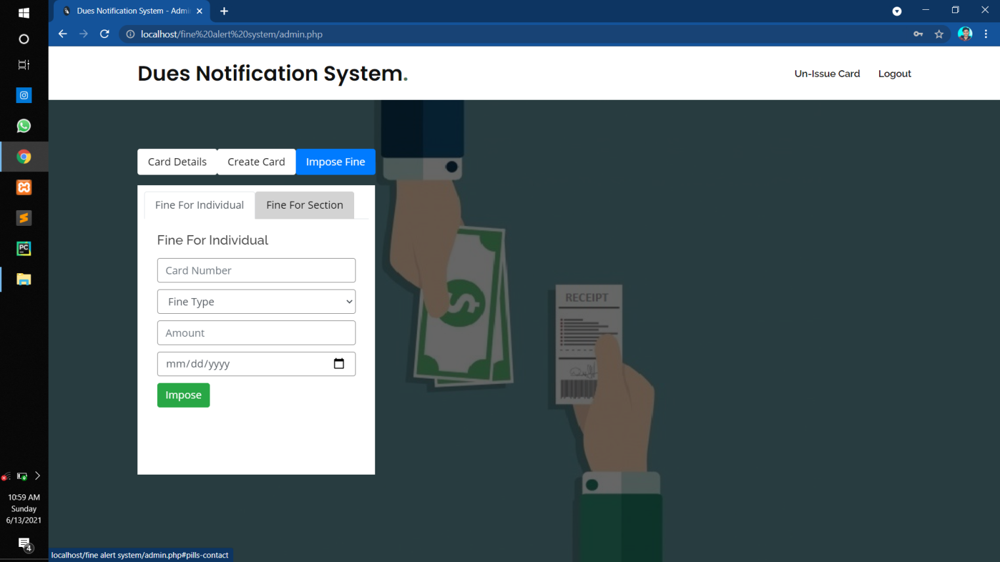 Dues Notification System - Admi
localhost/fine%20alert%20system/admin.php
Dues Notification System.
Un-Issue Card
Logout
Card Details
Create Card
Impose Fine
Fine For Individual
Fine For Section
Fine For Individual
Card Number
Fine Type
Amount
mm/dd/yyyy
Impose
RECEIPT
PC
10:59 AM
Sunday
6/13/2021
4
localhost/fine alert system/admin.php#pills-contact